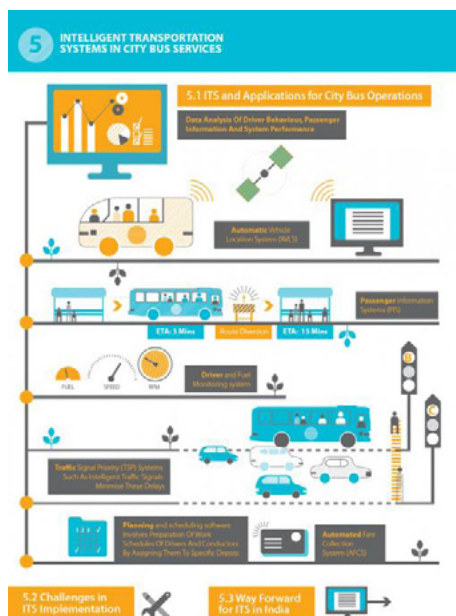 5
INTELLIGENT TRANSPORTATION
SYSTEMS IN CITY BUS SERVICES
5.1 ITS and Applications for City Bus Operations
Data Analysis Of Driver Behaviour, Passenger
Information And System Performance
Automatic Vehicle
Location System (AVLS)
Passenger Information
Systems (PIS)
ETA: 5 Mins
Route Diversion
ETA: 15 Mins
Driver and Fuel
Monitoring system
FUEL
SPEED
RPM
B
C
Traffic Signal Priority (TSP) Systems
Such As Intelligent Traffic Signals
Minimise These Delays
Planning and scheduling software
Involves Preparation Of Work
Schedules Of Drivers And Conductors
By Assigning Them To Specific Depots
Automated Fare
Collection
System (AFCS)
5.2 Challenges in
ITS Implementation
5.3 Way Forward
for ITS in India